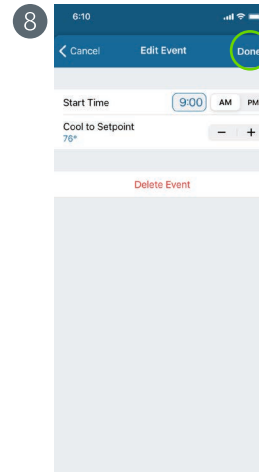 8
6:10
Cancel Edit Event Done
Start Time 9:00 AM PM
Cool to Setpoint − +
76°
Delete Event